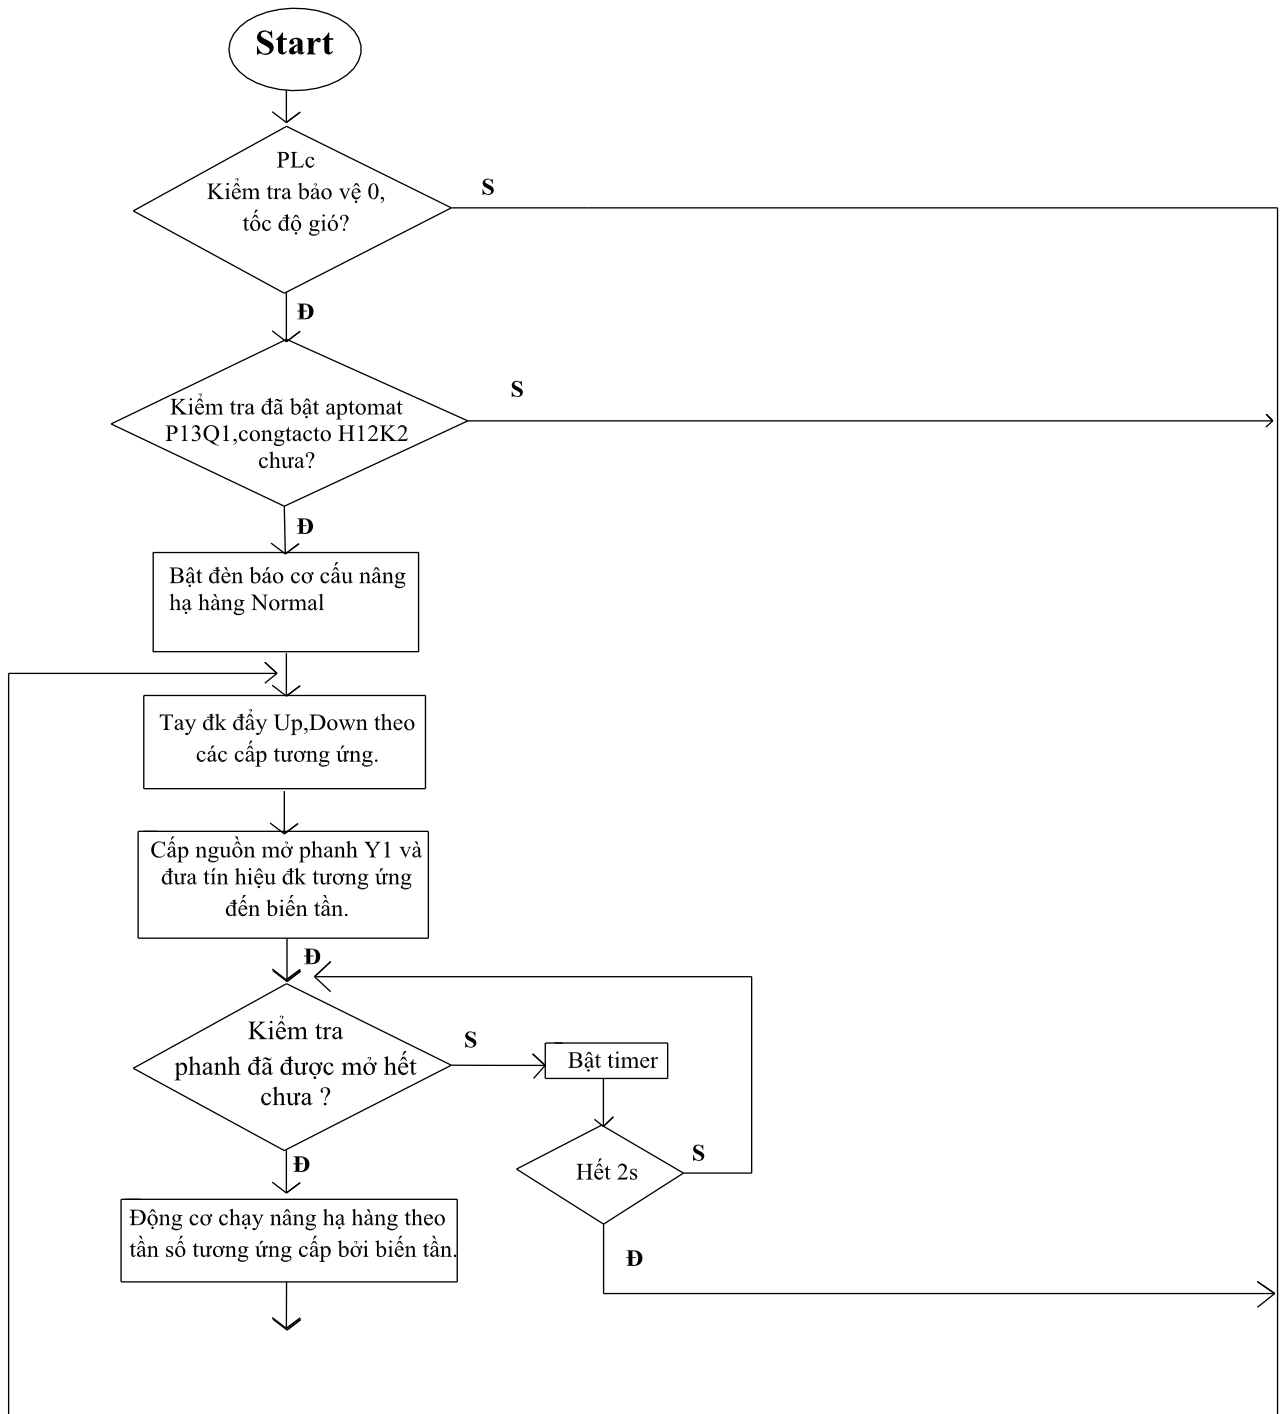 Start
PLc
Kiểm tra bảo vệ 0,
tốc độ gió?
S
Đ
Kiểm tra đã bật aptomat
P13Q1,congtacto H12K2
chưa?
S
Đ
Bật đèn báo cơ cấu nâng
hạ hàng Normal
Tay đk đẩy Up,Down theo
các cấp tương ứng.
Cấp nguồn mở phanh Y1 và
đưa tín hiệu đk tương ứng
đến biến tần.
Đ
Kiểm tra
phanh đã được mở hết
chưa ?
S
Bật timer
Hết 2s
S
Đ
Đ
Động cơ chạy nâng hạ hàng theo
tần số tương ứng cấp bởi biến tần.